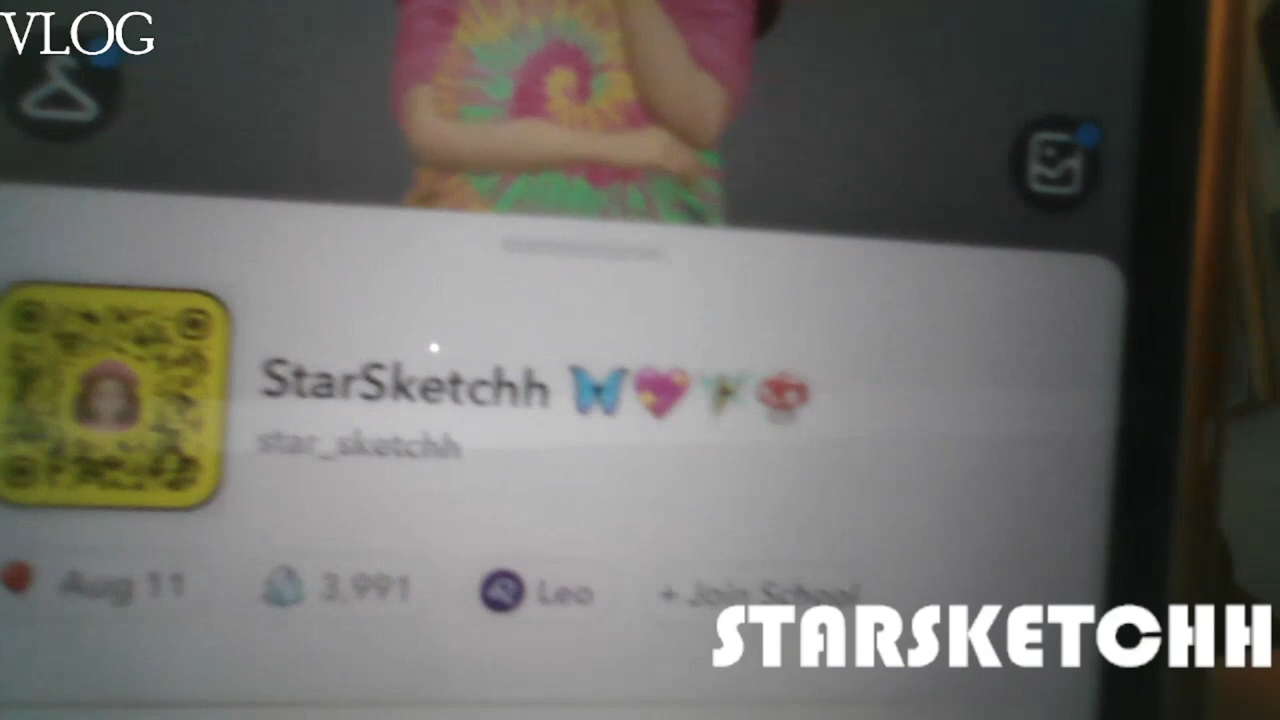 VLOG
StarSketchh 🦋💖🧚🍄
star_sketchh
Aug 11 3,991 Leo + Join School
STARSKETCHH